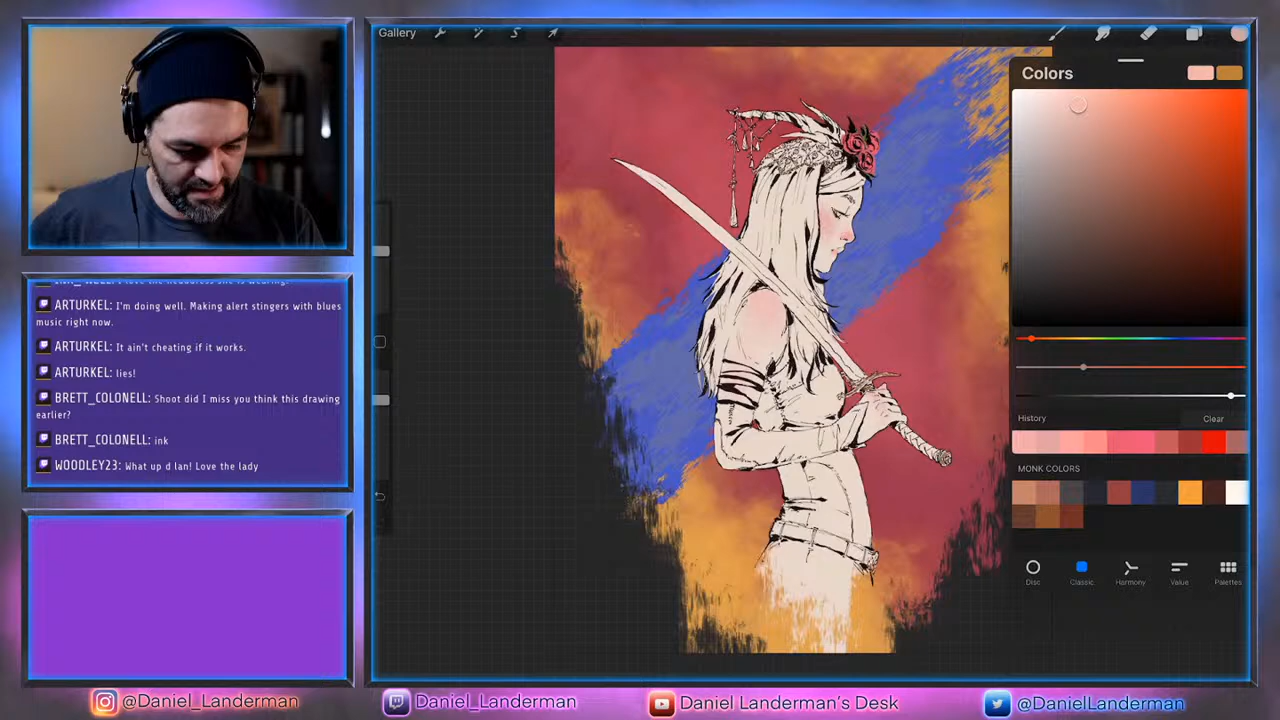 Gallery
Colors
ARTURKEL: I'm doing well. Making alert stingers with blues
music right now.
ARTURKEL: It ain't cheating if it works.
ARTURKEL: lies!
BRETT_COLONELL: Shoot did I miss you think this drawing
earlier?
BRETT_COLONELL: ink
WOODLEY23: What up d lan! Love the lady
History
Clear
MONK COLORS
Disc
Classic
Harmony
Value
Palettes
@Daniel_Landerman
Daniel_Landerman
Daniel Landerman's Desk
@DanielLanderman